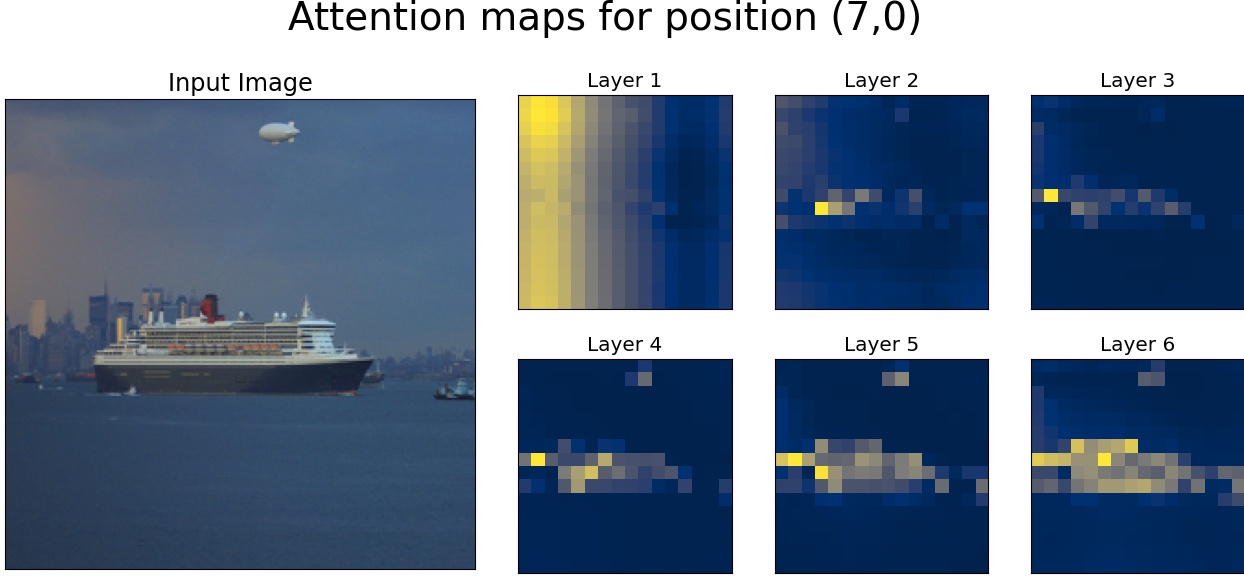 Attention maps for position (7,0)
Input Image
Layer 1
Layer 2
Layer 3
Layer 4
Layer 5
Layer 6